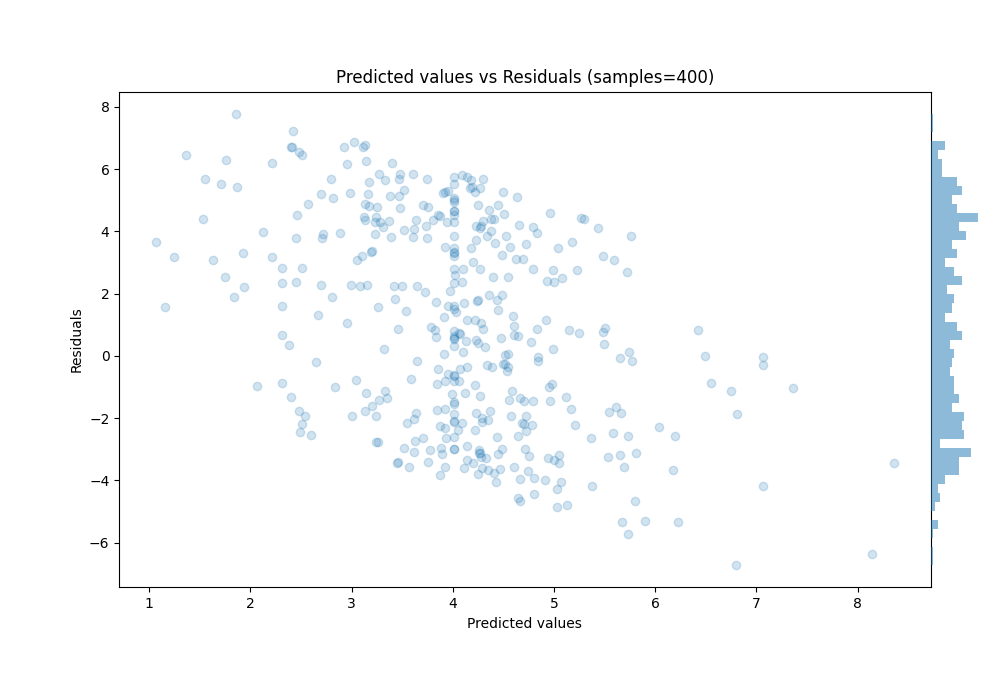 Predicted values vs Residuals (samples=400)
8
6
4
2
0
−2
−4
−6
Residuals
1 2 3 4 5 6 7 8
Predicted values